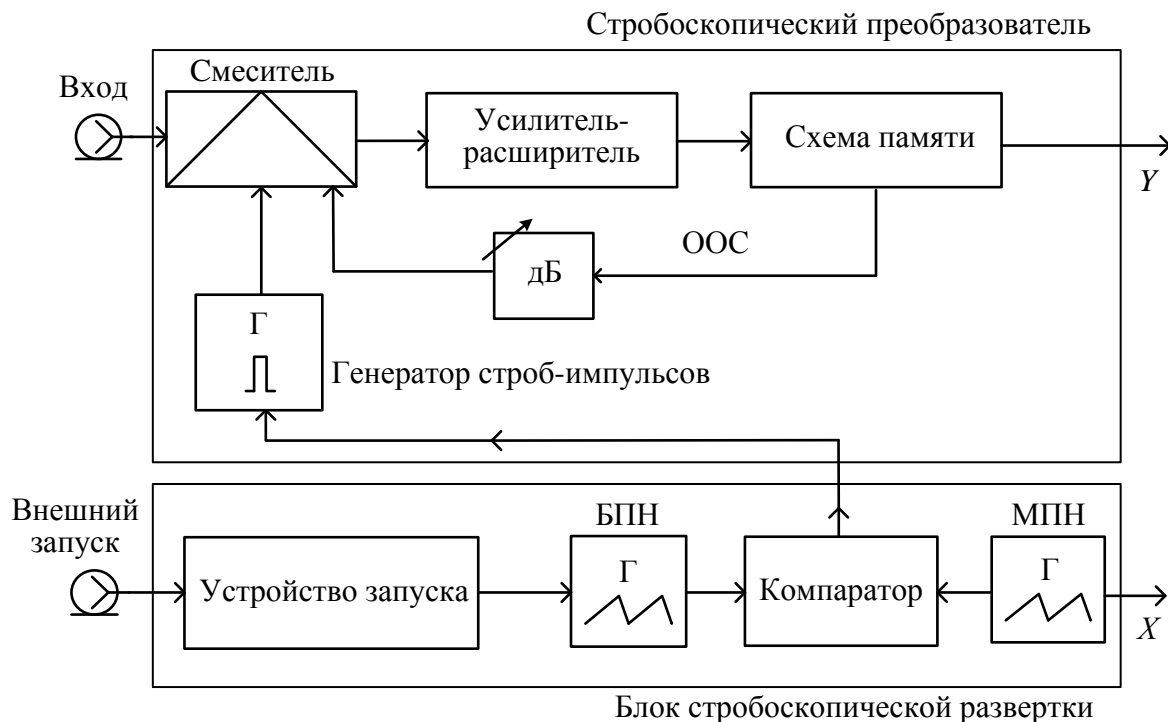 Стробоскопический преобразователь
Вход
Смеситель
Усилитель-
расширитель
Схема памяти
Y
ООС
дБ
Г
Генератор строб-импульсов
Внешний
запуск
БПН
МПН
Устройство запуска
Г
Компаратор
Г
X
Блок стробоскопической развертки